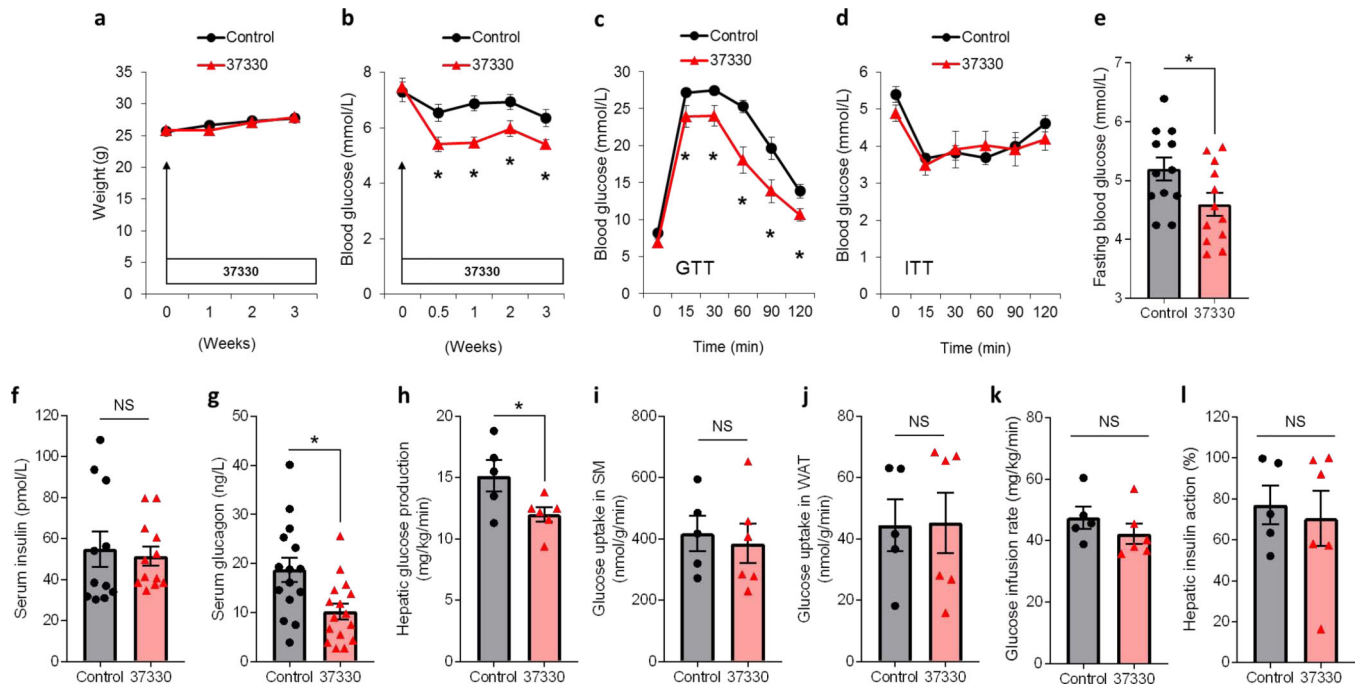 a
Control
37330
Weight (g)
35
30
25
20
15
10
5
0
37330
0 1 2 3
(Weeks)
b
Control
37330
Blood glucose (mmol/L)
8
6
4
2
0
* * * *
37330
0 0.5 1 2 3
(Weeks)
c
Control
37330
Blood glucose (mmol/L)
30
25
20
15
10
5
0
* * * * *
GTT
0 15 30 60 90 120
Time (min)
d
Control
37330
Blood glucose (mmol/L)
7
6
5
4
3
2
1
0
ITT
0 15 30 60 90 120
Time (min)
e
*
Fasting blood glucose (mmol/L)
7
6
5
4
3
Control 37330
f
NS
Serum insulin (pmol/L)
120
100
80
60
40
20
0
Control 37330
g
*
Serum glucagon (ng/L)
50
40
30
20
10
0
Control 37330
h
*
Hepatic glucose production
(mg/kg/min)
20
15
10
5
0
Control 37330
i
NS
Glucose uptake in SM
(nmol/g/min)
800
600
400
200
0
Control 37330
j
NS
Glucose uptake in WAT
(nmol/g/min)
80
60
40
20
0
Control 37330
k
NS
Glucose infusion rate (mg/kg/min)
80
60
40
20
0
Control 37330
l
NS
Hepatic insulin action (%)
120
100
80
60
40
20
0
Control 37330